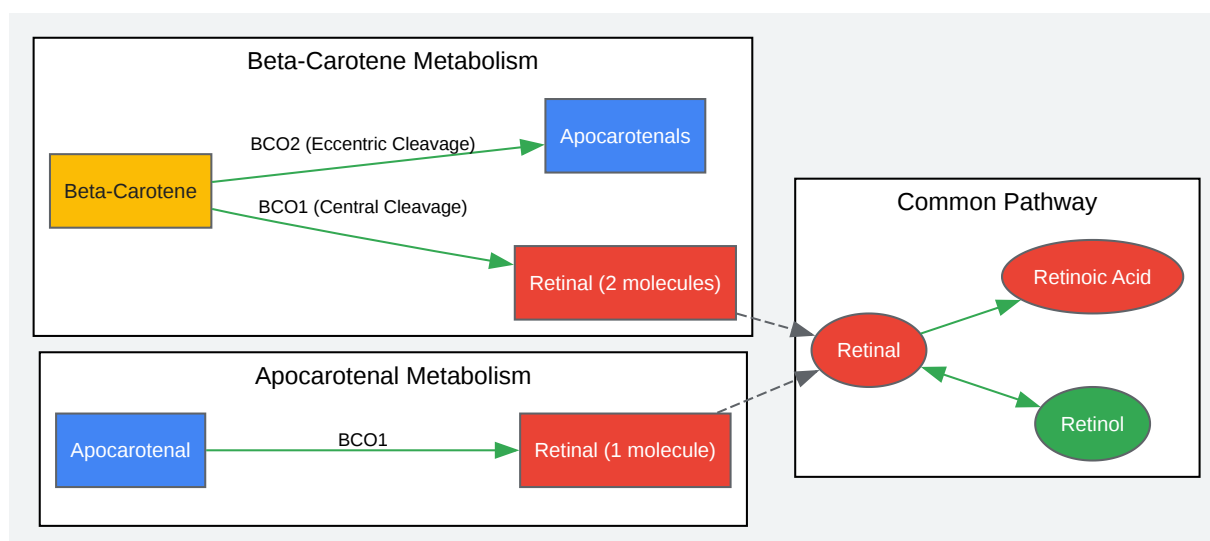 Beta-Carotene Metabolism
Beta-Carotene
BCO2 (Eccentric Cleavage)
Apocarotenals
BCO1 (Central Cleavage)
Retinal (2 molecules)
Apocarotenal Metabolism
Apocarotenal
BCO1
Retinal (1 molecule)
Common Pathway
Retinal
Retinoic Acid
Retinol